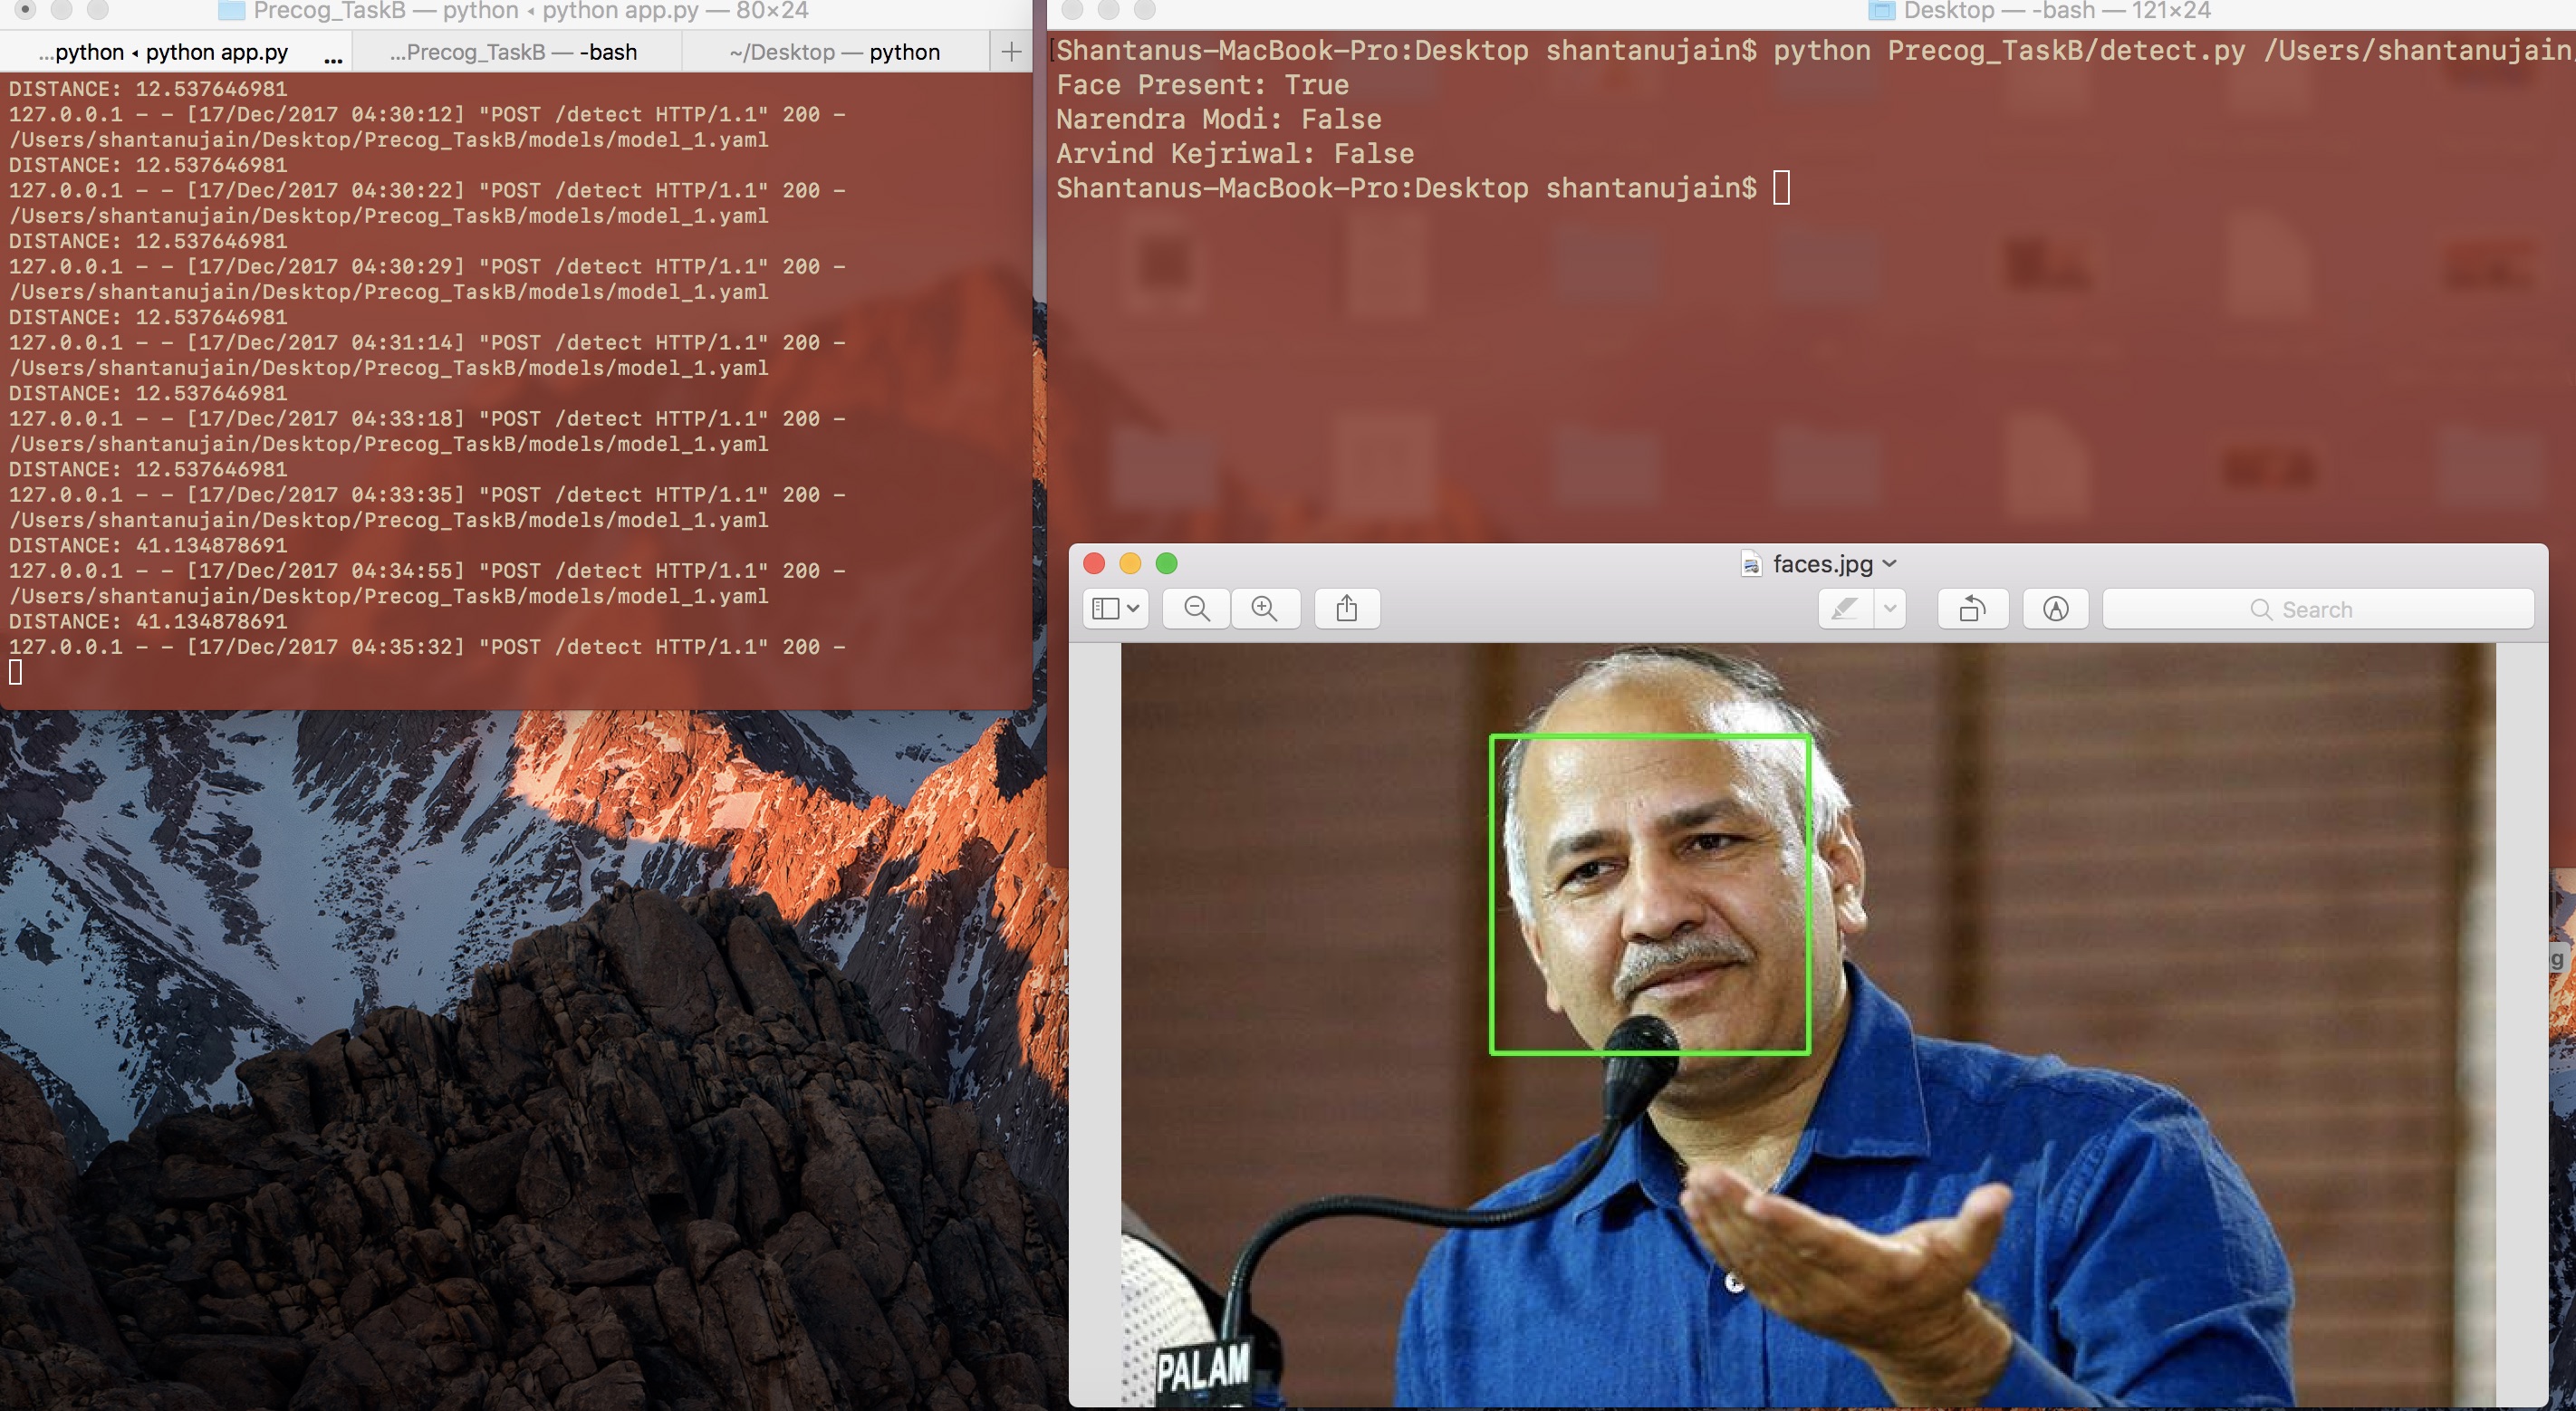 Precog_TaskB — python ◂ python app.py — 80×24
...python ◂ python app.py ...
...Precog_TaskB — -bash
~/Desktop — python
DISTANCE: 12.537646981
127.0.0.1 - - [17/Dec/2017 04:30:12] "POST /detect HTTP/1.1" 200 -
/Users/shantanujain/Desktop/Precog_TaskB/models/model_1.yaml
DISTANCE: 12.537646981
127.0.0.1 - - [17/Dec/2017 04:30:22] "POST /detect HTTP/1.1" 200 -
/Users/shantanujain/Desktop/Precog_TaskB/models/model_1.yaml
DISTANCE: 12.537646981
127.0.0.1 - - [17/Dec/2017 04:30:29] "POST /detect HTTP/1.1" 200 -
/Users/shantanujain/Desktop/Precog_TaskB/models/model_1.yaml
DISTANCE: 12.537646981
127.0.0.1 - - [17/Dec/2017 04:31:14] "POST /detect HTTP/1.1" 200 -
/Users/shantanujain/Desktop/Precog_TaskB/models/model_1.yaml
DISTANCE: 12.537646981
127.0.0.1 - - [17/Dec/2017 04:33:18] "POST /detect HTTP/1.1" 200 -
/Users/shantanujain/Desktop/Precog_TaskB/models/model_1.yaml
DISTANCE: 12.537646981
127.0.0.1 - - [17/Dec/2017 04:33:35] "POST /detect HTTP/1.1" 200 -
/Users/shantanujain/Desktop/Precog_TaskB/models/model_1.yaml
DISTANCE: 41.134878691
127.0.0.1 - - [17/Dec/2017 04:34:55] "POST /detect HTTP/1.1" 200 -
/Users/shantanujain/Desktop/Precog_TaskB/models/model_1.yaml
DISTANCE: 41.134878691
127.0.0.1 - - [17/Dec/2017 04:35:32] "POST /detect HTTP/1.1" 200 -
Desktop — -bash — 121×24
[Shantanus-MacBook-Pro:Desktop shantanujain$ python Precog_TaskB/detect.py /Users/shantanujain
Face Present: True
Narendra Modi: False
Arvind Kejriwal: False
Shantanus-MacBook-Pro:Desktop shantanujain$
faces.jpg
Search
PALAM